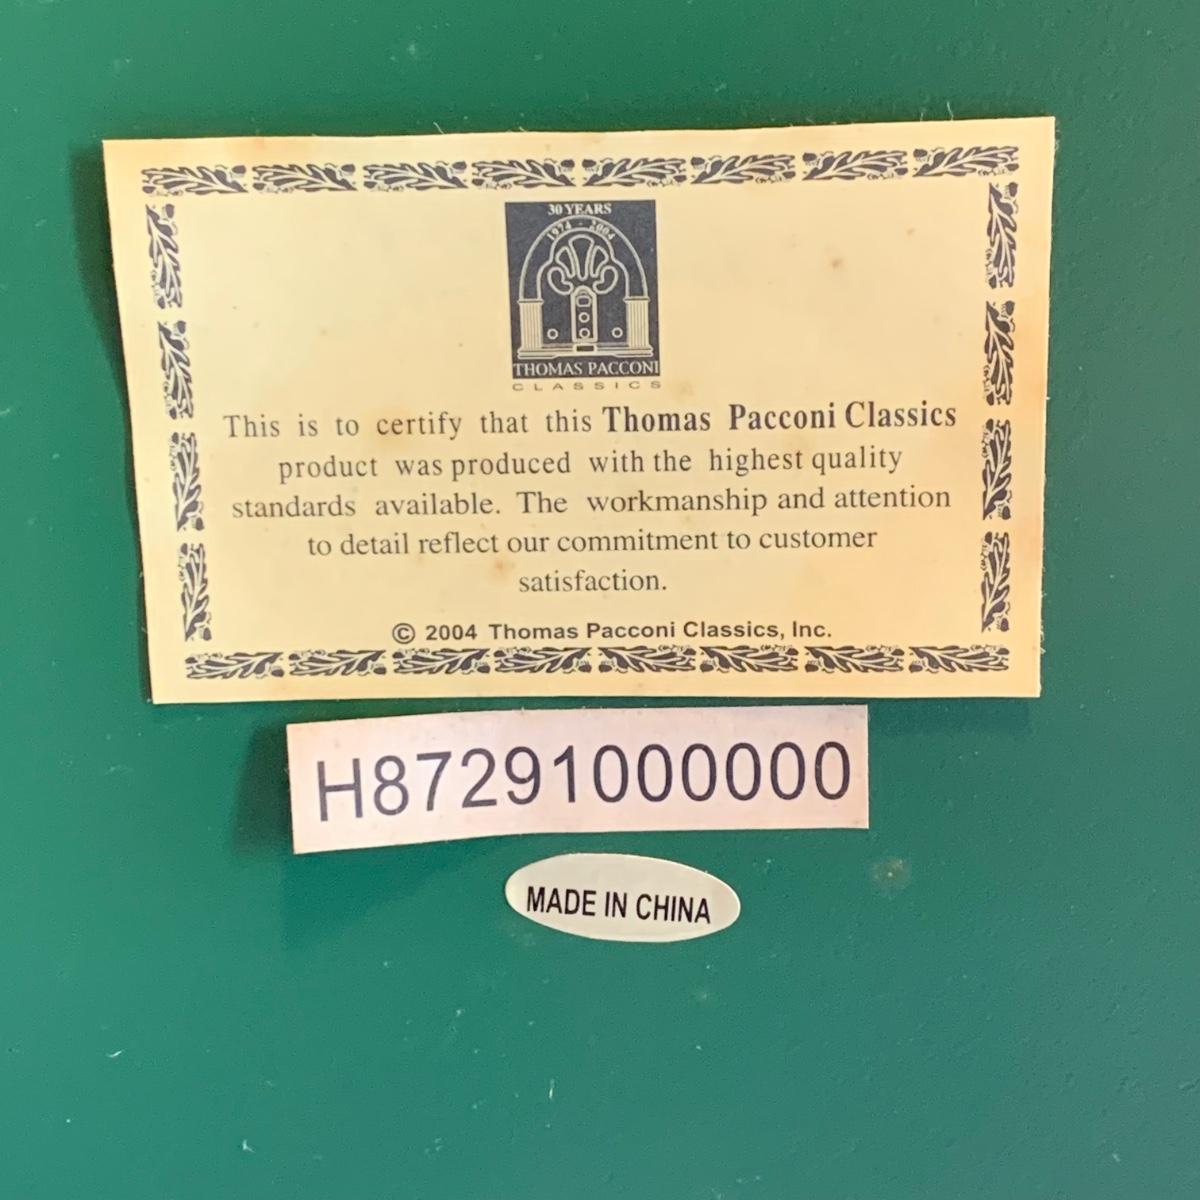 30 YEARS
1974 - 2004
THOMAS PACCONI
CLASSICS
This is to certify that this Thomas Pacconi Classics
product was produced with the highest quality
standards available. The workmanship and attention
to detail reflect our commitment to customer
satisfaction.
© 2004 Thomas Pacconi Classics, Inc.
H87291000000
MADE IN CHINA